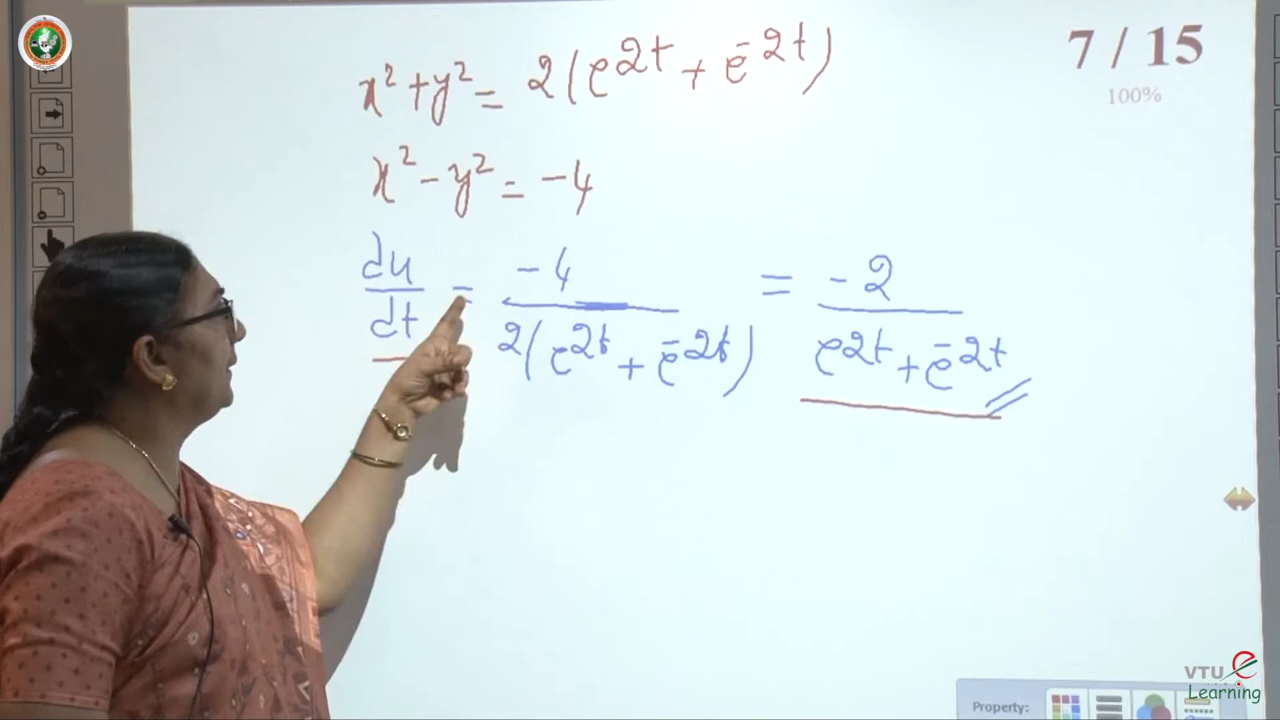 7 / 15
100%
x² + y² = 2(e^2t + e^-2t)
x² - y² = -4
du/dt = -4/2(e^2t + e^-2t) = -2/e^2t + e^-2t
VTU e
Learning
Property: